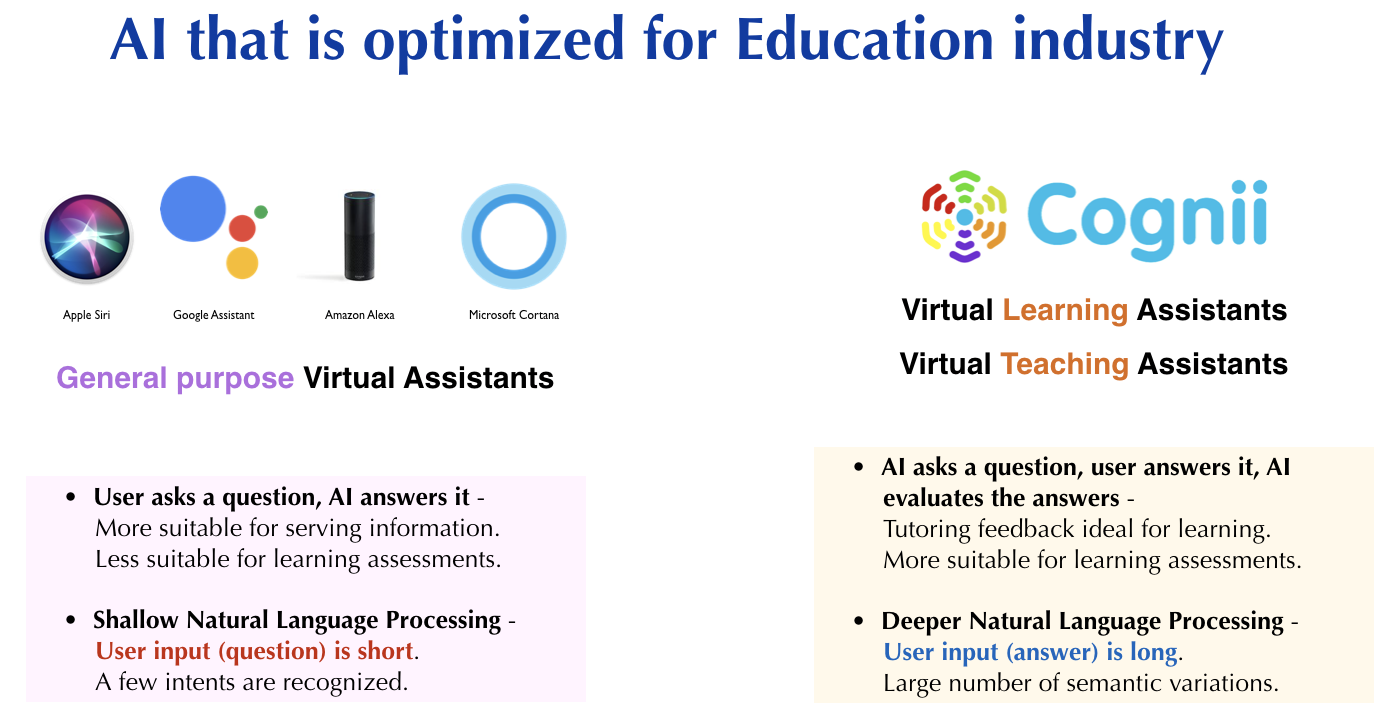 AI that is optimized for Education industry
Apple Siri
Google Assistant
Amazon Alexa
Microsoft Cortana
General purpose Virtual Assistants
• User asks a question, AI answers it -
More suitable for serving information.
Less suitable for learning assessments.
• Shallow Natural Language Processing -
User input (question) is short.
A few intents are recognized.
Cognii
Virtual Learning Assistants
Virtual Teaching Assistants
• AI asks a question, user answers it, AI
evaluates the answers -
Tutoring feedback ideal for learning.
More suitable for learning assessments.
• Deeper Natural Language Processing -
User input (answer) is long.
Large number of semantic variations.